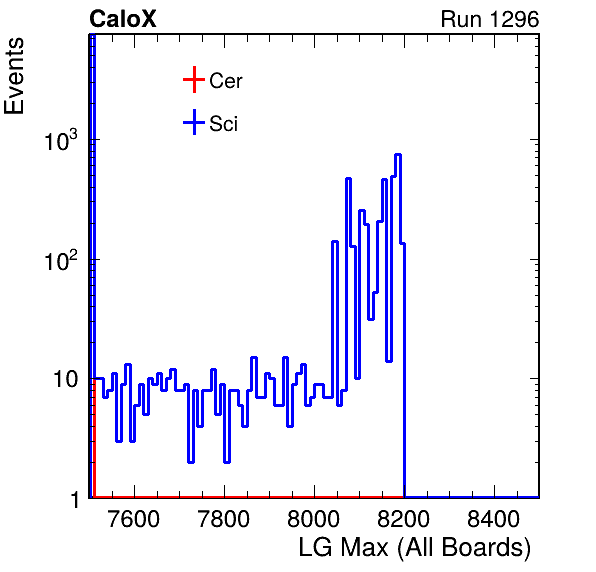 CaloX Run 1296
Events
Cer
Sci
10³
10²
10
1
7600 7800 8000 8200 8400
LG Max (All Boards)